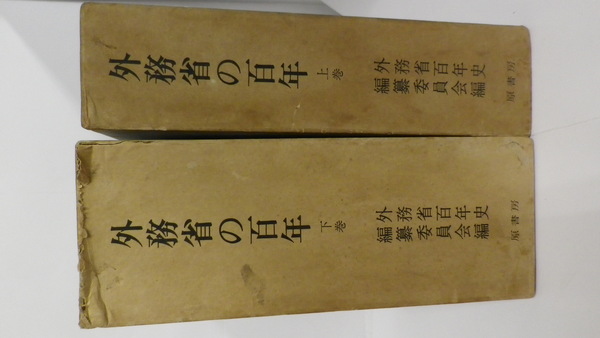 外務省の百年
上巻
外務省百年史
編纂委員会編
原書房
外務省の百年
下巻
外務省百年史
編纂委員会編
原書房